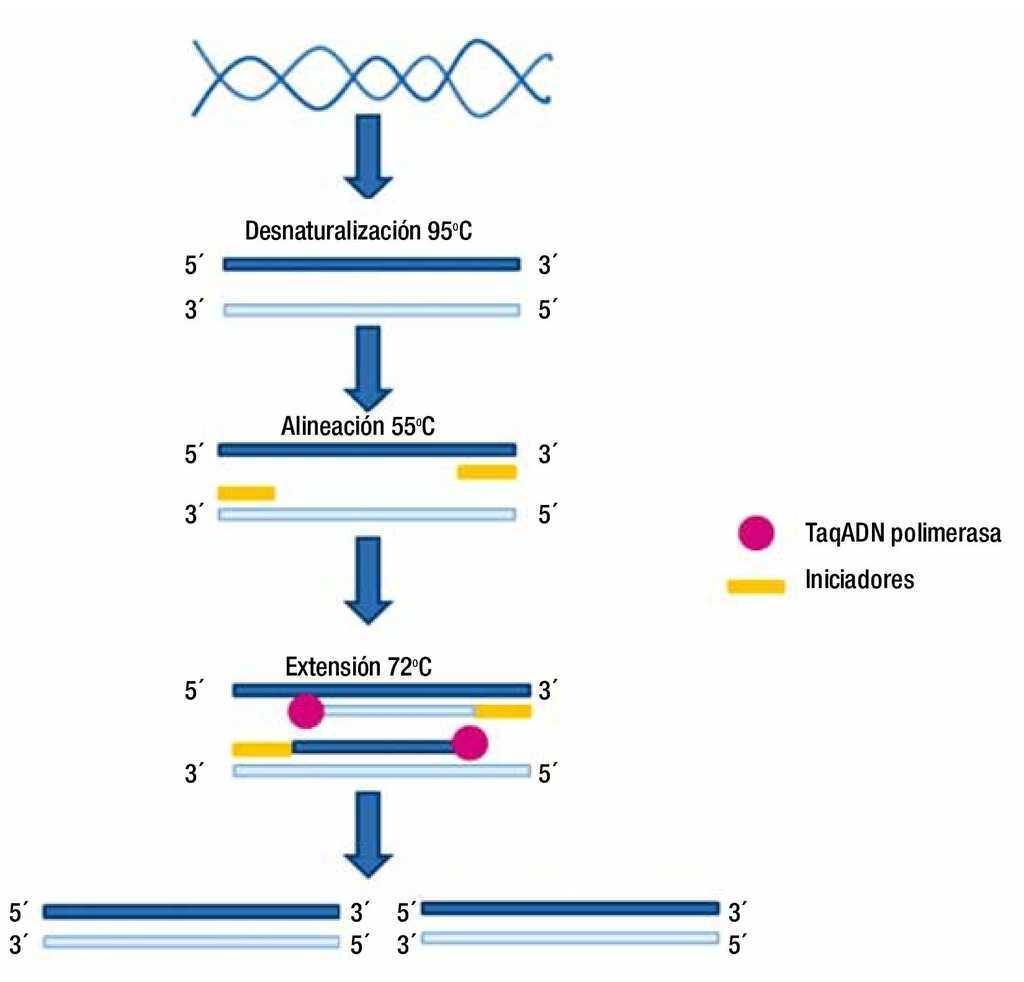 Desnaturalización 95ºC
5´ 3´
3´ 5´
Alineación 55ºC
5´ 3´
3´ 5´
TaqADN polimerasa
Iniciadores
Extensión 72ºC
5´ 3´
3´ 5´
5´ 3´ 5´ 3´
3´ 5´ 3´ 5´